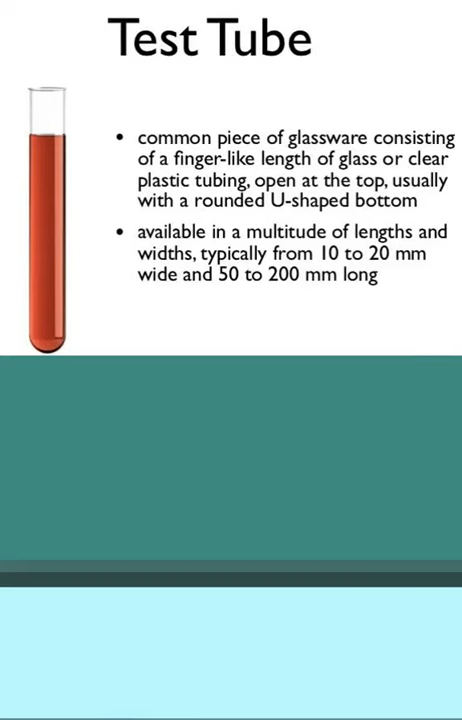 Test Tube
• common piece of glassware consisting
of a finger-like length of glass or clear
plastic tubing, open at the top, usually
with a rounded U-shaped bottom
• available in a multitude of lengths and
widths, typically from 10 to 20 mm
wide and 50 to 200 mm long